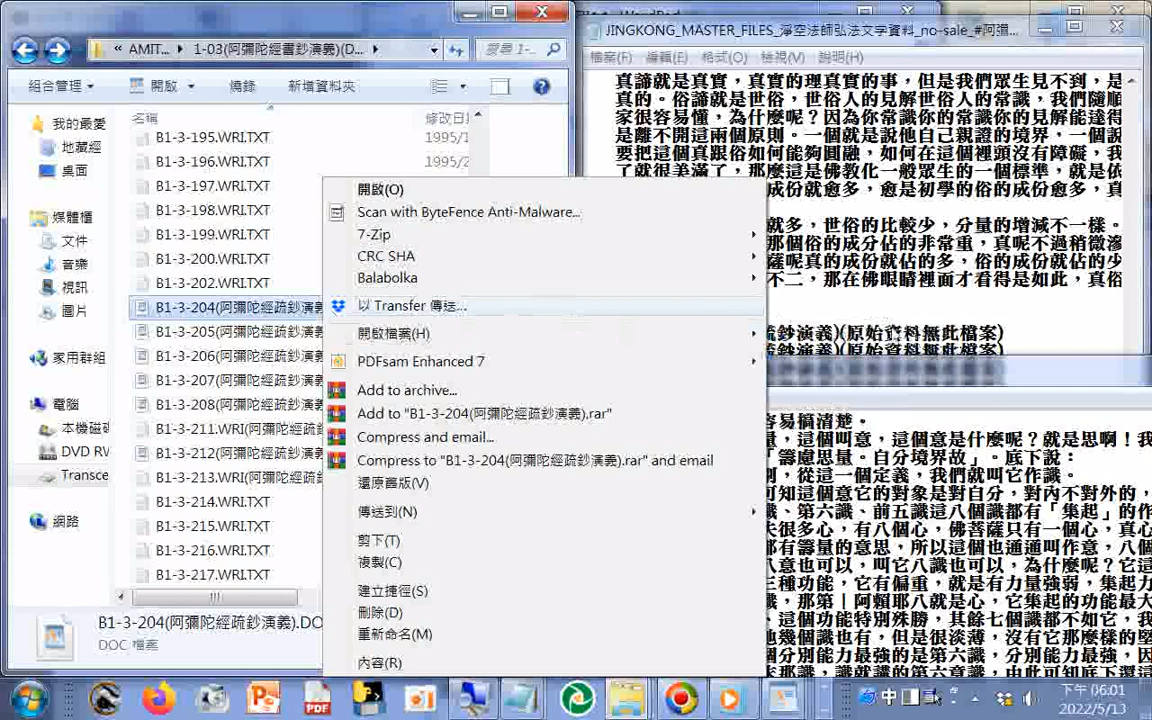 « AMIT... ▸ 1-03(阿彌陀經書鈔演義)(D... ▸
搜尋 1-...
組合管理
開啟
燒錄
新增資料夾
我的最愛
地藏經
桌面
媒體櫃
文件
音樂
視訊
圖片
家用群組
電腦
本機磁
DVD RV
Transce
網路
名稱
修改日
B1-3-195.WRI.TXT
1995/1
B1-3-196.WRI.TXT
1995/1
B1-3-197.WRI.TXT
B1-3-198.WRI.TXT
B1-3-199.WRI.TXT
B1-3-200.WRI.TXT
B1-3-202.WRI.TXT
B1-3-204(阿彌陀經疏鈔演義
B1-3-205(阿彌陀經疏鈔演義
B1-3-206(阿彌陀經疏鈔演義
B1-3-207(阿彌陀經疏鈔演義
B1-3-208(阿彌陀經疏鈔演義
B1-3-211.WRI(阿彌陀經疏
B1-3-212(阿彌陀經疏鈔演義
B1-3-213.WRI(阿彌陀經疏
B1-3-214.WRI.TXT
B1-3-215.WRI.TXT
B1-3-216.WRI.TXT
B1-3-217.WRI.TXT
B1-3-204(阿彌陀經疏鈔演義).DO
DOC 檔案
開啟(O)
Scan with ByteFence Anti-Malware...
7-Zip
CRC SHA
Balabolka
以 Transfer 傳送...
開啟檔案(H)
PDFsam Enhanced 7
Add to archive...
Add to "B1-3-204(阿彌陀經疏鈔演義).rar"
Compress and email...
Compress to "B1-3-204(阿彌陀經疏鈔演義).rar" and email
還原舊版(V)
傳送到(N)
剪下(T)
複製(C)
建立捷徑(S)
刪除(D)
重新命名(M)
內容(R)
JINGKONG_MASTER_FILES_淨空法師弘法文字資料_no-sale_#阿彌...
檔案(F) 編輯(E) 格式(O) 檢視(V) 說明(H)
真諦就是真實，真實的理真實的事，但是我們眾生見不到，是
真的。俗諦就是世俗，世俗人的見解世俗人的常識，我們隨順
家很容易懂，為什麼呢？因為你常識你的常識你的見解能達得
是離不開這兩個原則。一個就是說他自己親證的境界，一個說
要把這個真跟俗如何能夠圓融，如何在這個裡頭沒有障礙，我
了就很美滿了，那麼這是佛教化一般眾生的一個標準，就是依
成份就愈多，愈是初學的俗的成份愈多，真
就多，世俗的比較少，分量的增減不一樣。
那個俗的成分佔的非常重，真呢不過稍微滲
薩呢真的成份就佔的多，俗的成份就佔的少
不二，那在佛眼睛裡面才看得是如此，真俗
疏鈔演義)(原始資料無此檔案)
疏鈔演義)(原始資料無此檔案)
容易搞清楚。
量，這個叫意，這個意是什麼呢？就是思啊！我
「籌慮思量。自分境界故」。底下說：
別，從這一個定義，我們就叫它作識。
可知這個意它的對象是對自分，對內不對外的，
識、第六識、前五識這八個識都有「集起」的作
夫很多心，有八個心，佛菩薩只有一個心，真心
都有籌量的意思，所以這個也通通叫作意，八個
八意也可以，叫它八識也可以，為什麼呢？它這
三種功能，它有偏重，就是有力量強弱，集起力
識，那第｜阿賴耶八就是心，它集起的功能最大
，這個功能特別殊勝，其餘七個識都不如它，我
他幾個識也有，但是很淡薄，沒有它那麼樣的堅
個分別能力最強的是第六識，分別能力最強，因
下午 06:01
2022/5/13